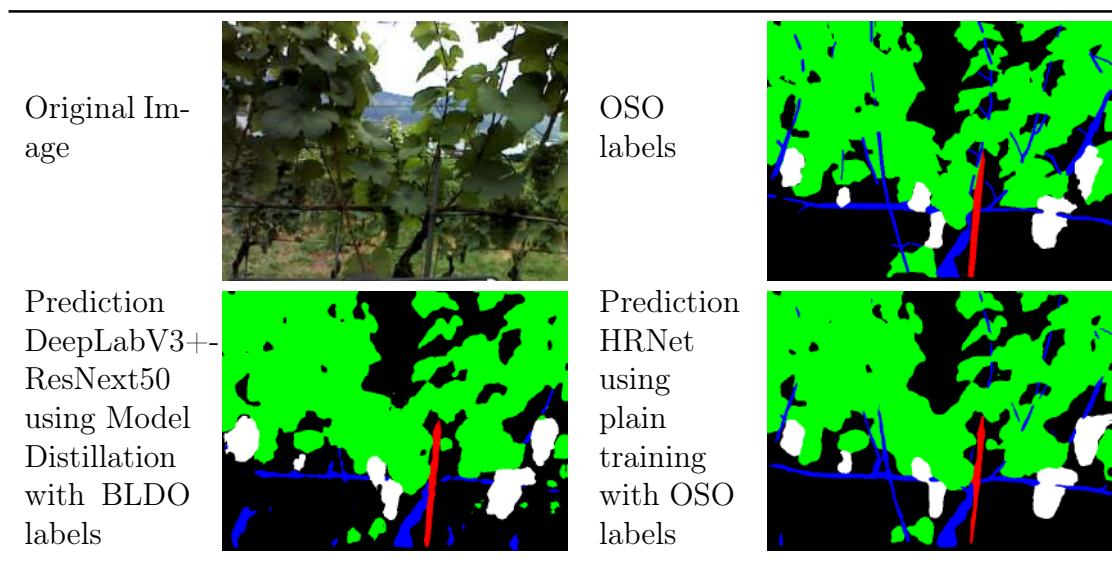 Original Im-
age
OSO
labels
Prediction
DeepLabV3+-
ResNext50
using Model
Distillation
with BLDO
labels
Prediction
HRNet
using
plain
training
with OSO
labels